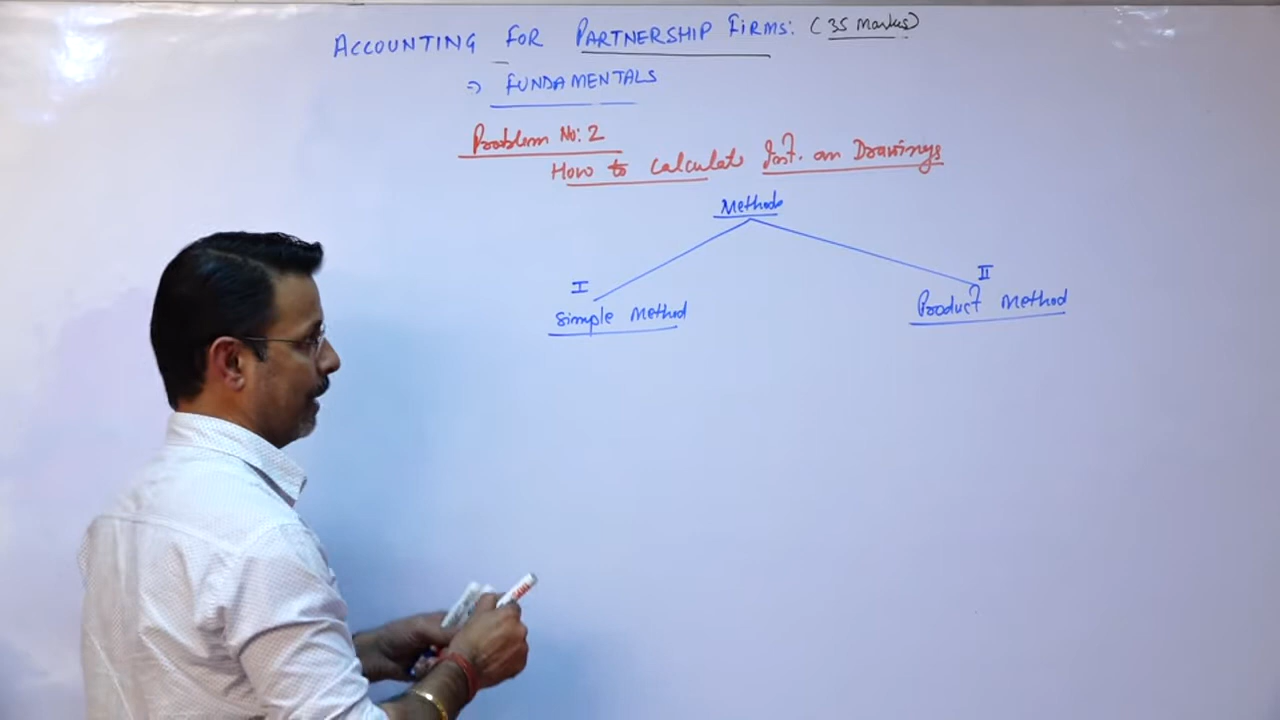 ACCOUNTING FOR PARTNERSHIP FIRMS: (35 Marks)
⇒ FUNDAMENTALS
Problem No: 2
How to calculate Int. on Drawings
Methods
I
Simple Method
II
Product Method